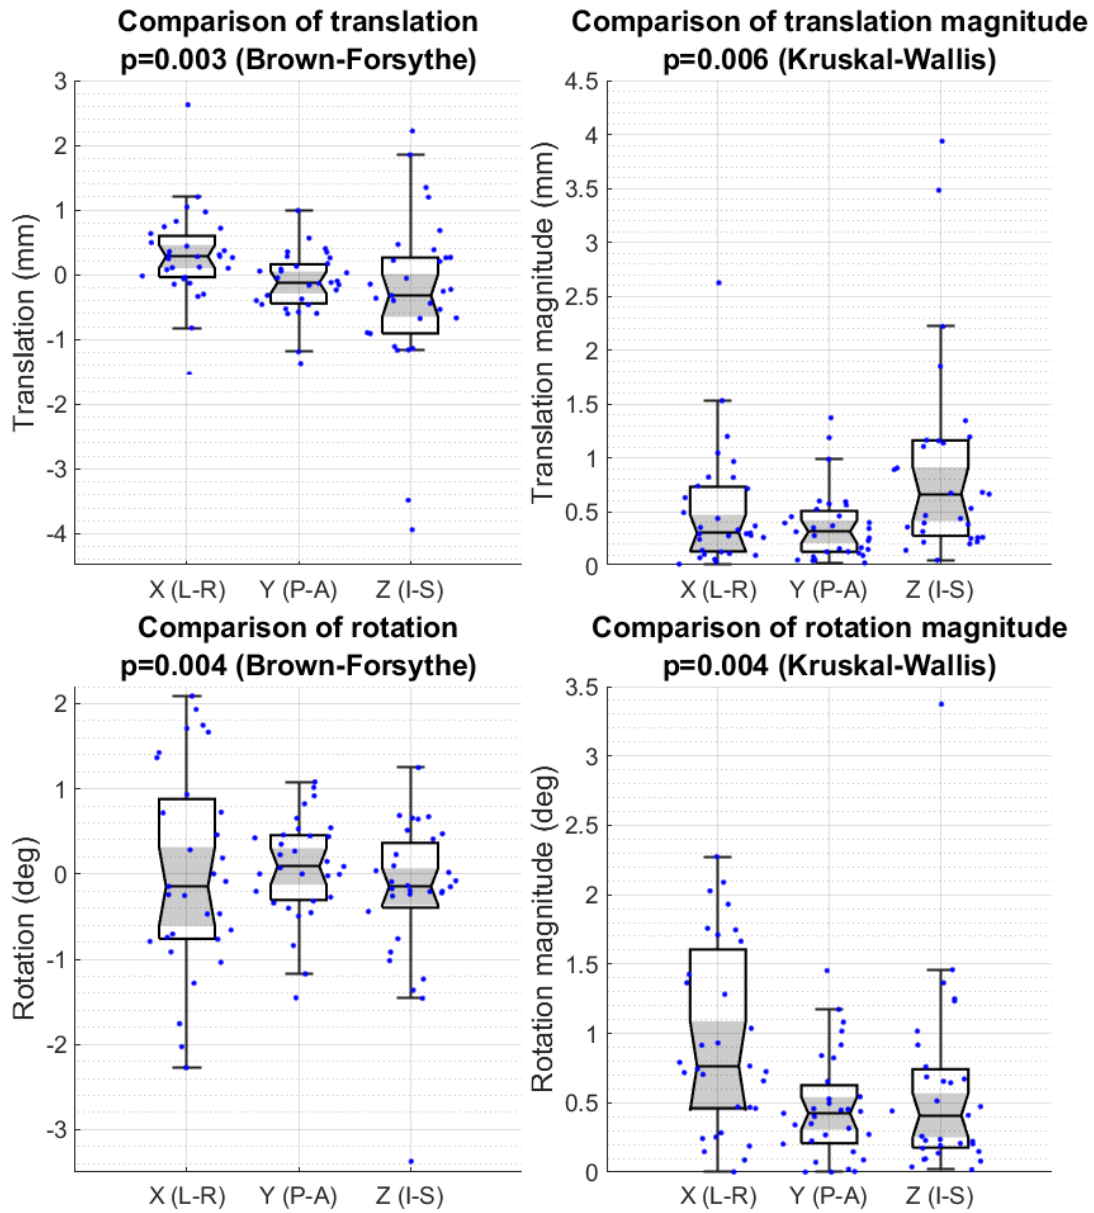 Comparison of translation
p=0.003 (Brown-Forsythe)
3
2
1
0
-1
-2
-3
-4
Translation (mm)
X (L-R) Y (P-A) Z (I-S)
Comparison of translation magnitude
p=0.006 (Kruskal-Wallis)
4.5
4
3.5
3
2.5
2
1.5
1
0.5
0
Translation magnitude (mm)
X (L-R) Y (P-A) Z (I-S)
Comparison of rotation
p=0.004 (Brown-Forsythe)
2
1
0
-1
-2
-3
Rotation (deg)
X (L-R) Y (P-A) Z (I-S)
Comparison of rotation magnitude
p=0.004 (Kruskal-Wallis)
3.5
3
2.5
2
1.5
1
0.5
0
Rotation magnitude (deg)
X (L-R) Y (P-A) Z (I-S)